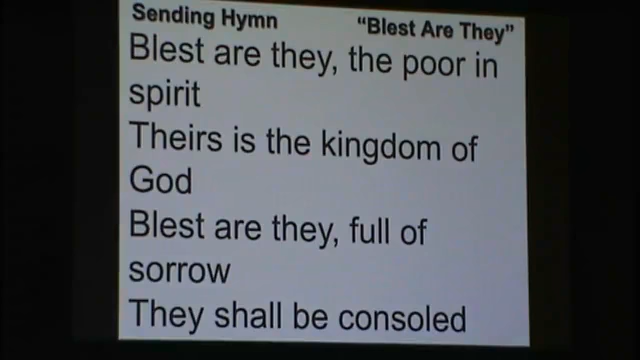 Sending Hymn “Blest Are They”
Blest are they, the poor in
spirit
Theirs is the kingdom of
God
Blest are they, full of
sorrow
They shall be consoled